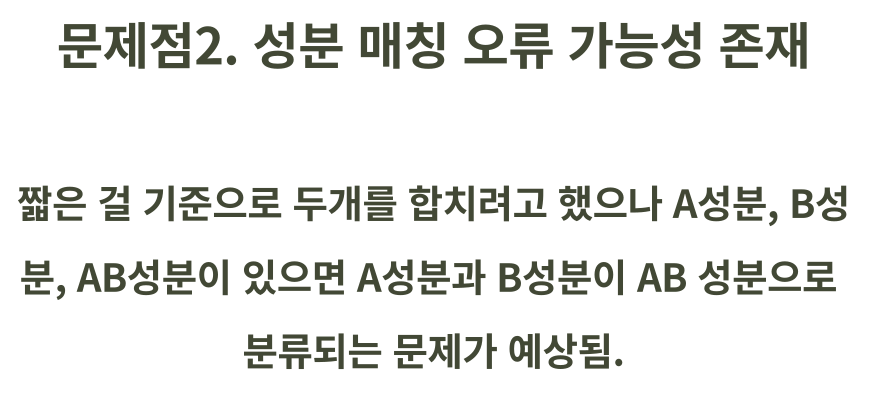 문제점2. 성분 매칭 오류 가능성 존재
짧은 걸 기준으로 두개를 합치려고 했으나 A성분, B성
분, AB성분이 있으면 A성분과 B성분이 AB 성분으로
분류되는 문제가 예상됨.